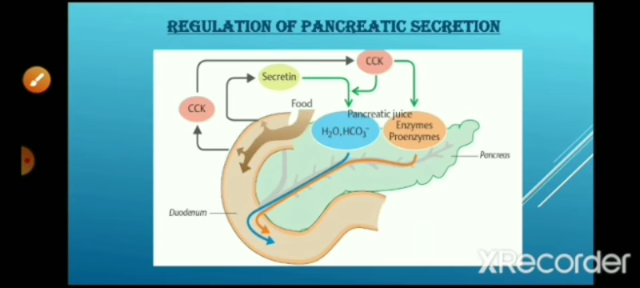 REGULATION OF PANCREATIC SECRETION
CCK
Secretin
CCK
Food
Pancreatic juice
H₂O, HCO₃⁻
Enzymes
Proenzymes
Pancreas
Duodenum
XRecorder